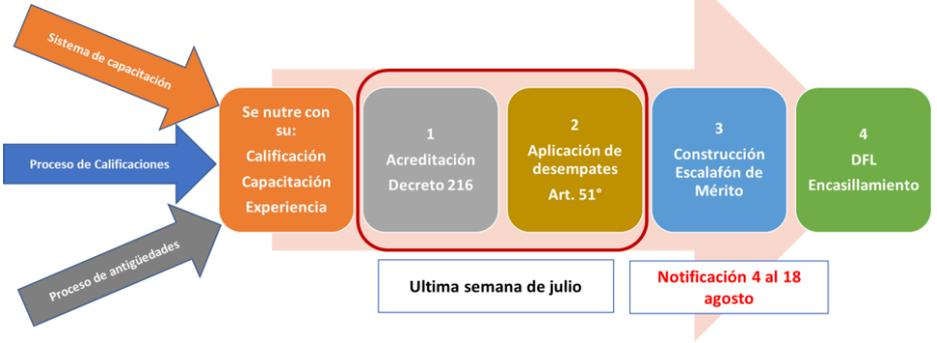 Sistema de capacitación
Proceso de Calificaciones
Proceso de antigüedades
Se nutre con
su:
Calificación
Capacitación
Experiencia
1
Acreditación
Decreto 216
2
Aplicación de
desempates
Art. 51°
3
Construcción
Escalafón de
Mérito
4
DFL
Encasillamiento
Ultima semana de julio
Notificación 4 al 18
agosto